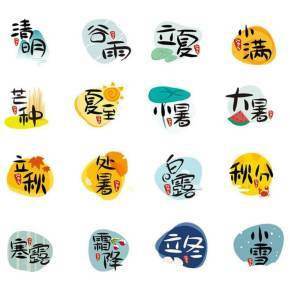 清明 谷雨 立夏 小满
芒种 夏至 小暑 大暑
立秋 处暑 白露 秋分
寒露 霜降 立冬 小雪